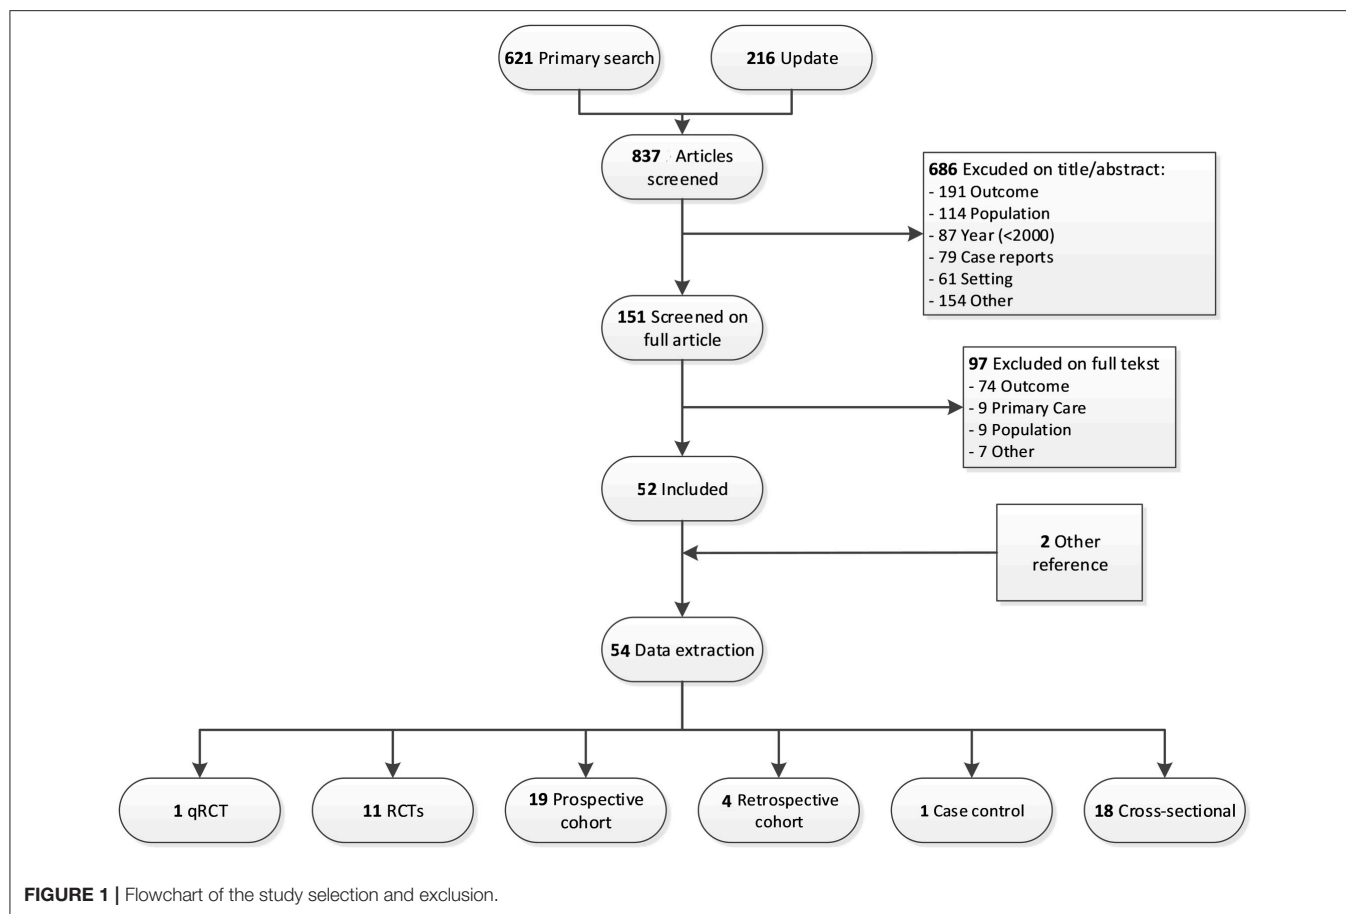 621 Primary search
216 Update
837 Articles
screened
686 Excuded on title/abstract:
- 191 Outcome
- 114 Population
- 87 Year (<2000)
- 79 Case reports
- 61 Setting
- 154 Other
151 Screened on
full article
97 Excluded on full tekst
- 74 Outcome
- 9 Primary Care
- 9 Population
- 7 Other
52 Included
2 Other
reference
54 Data extraction
1 qRCT
11 RCTs
19 Prospective
cohort
4 Retrospective
cohort
1 Case control
18 Cross-sectional
FIGURE 1 | Flowchart of the study selection and exclusion.